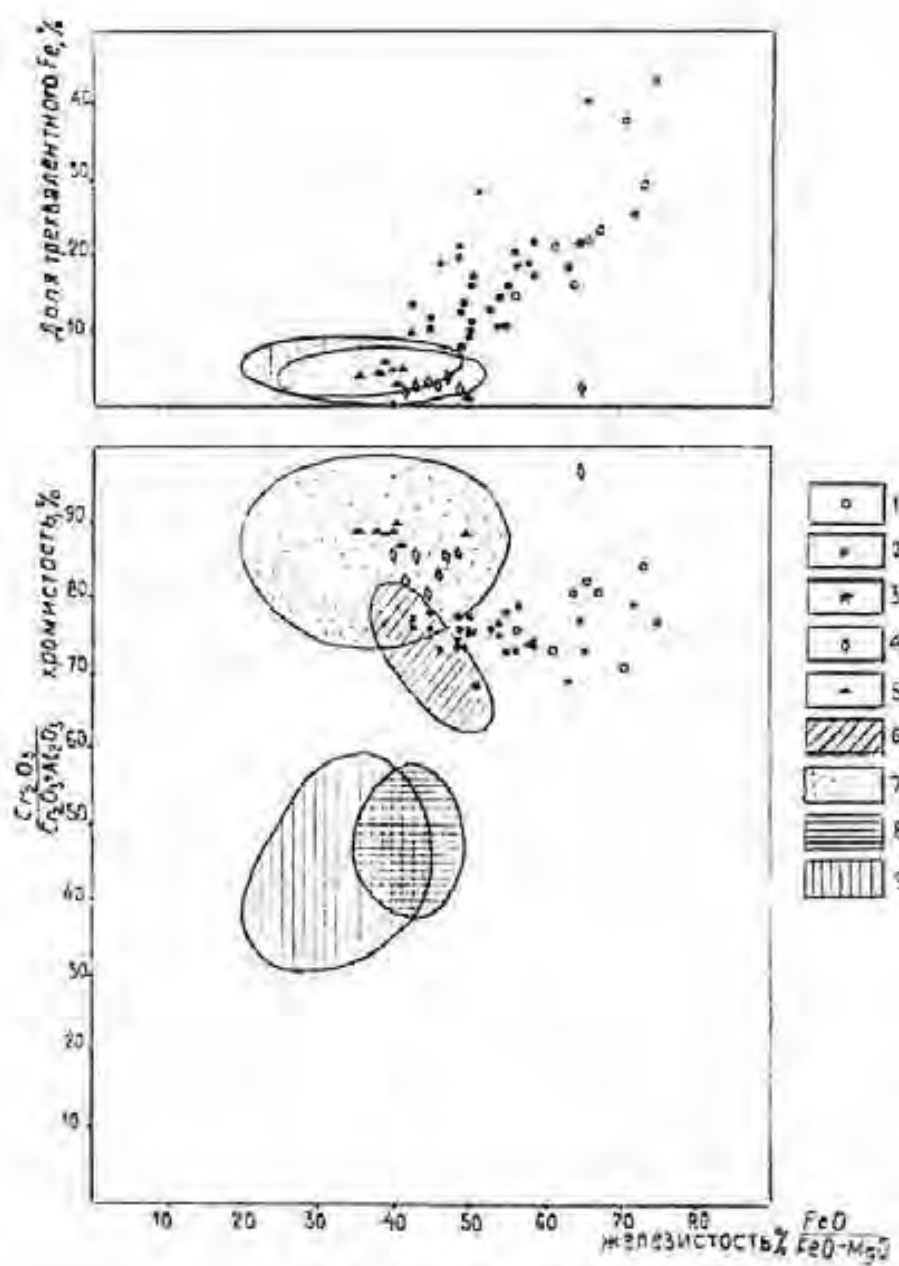 Доля трехвалентного Fe, %
40
30
20
10
хромистость, %
Cr₂O₃
Cr₂O₃+Al₂O₃
90
80
70
60
50
40
30
20
10
10 20 30 40 50 60 70 80
железистость %
FeO
FeO-MgO
1
2
3
4
5
6
7
8
9